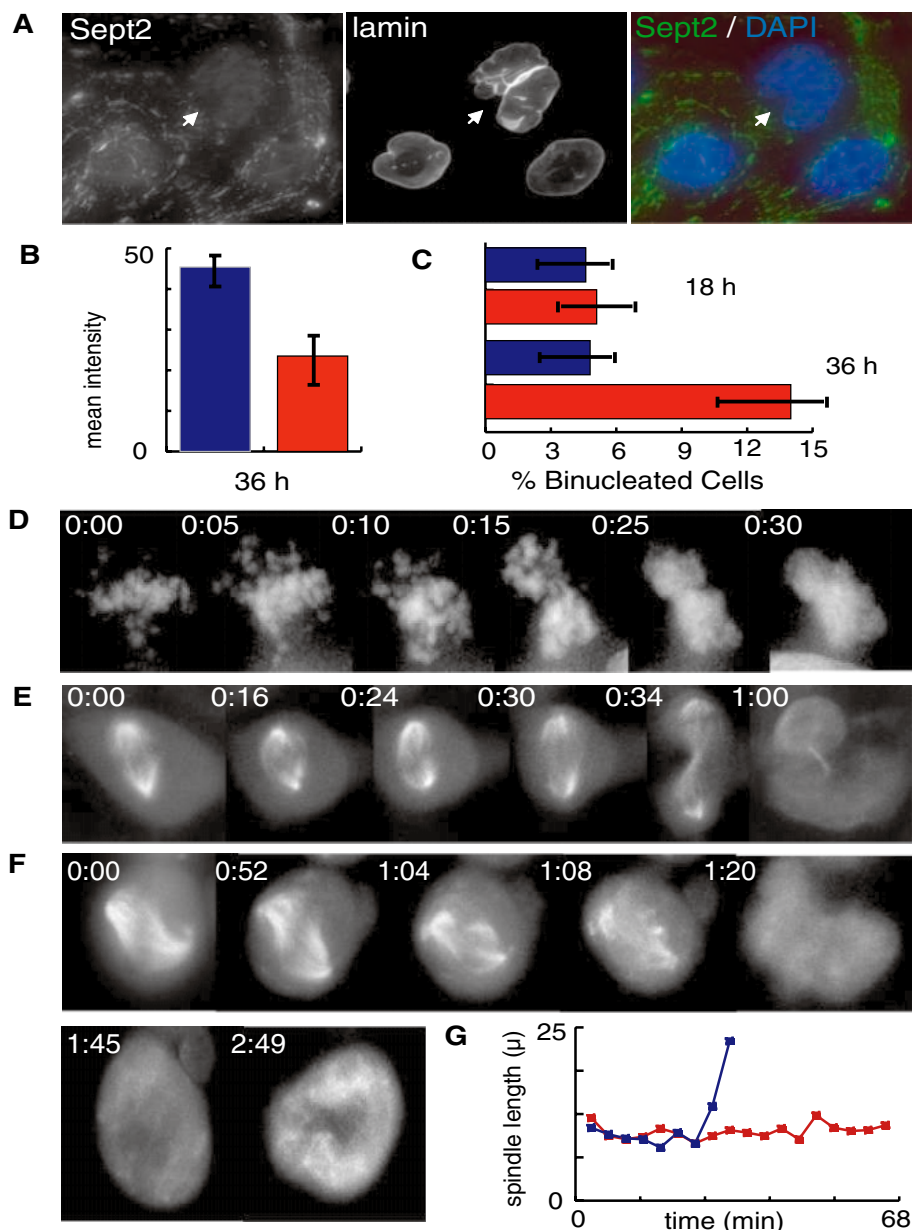 A
Sept2
lamin
Sept2 / DAPI
B
50
mean intensity
0
36 h
C
18 h
36 h
0 3 6 9 12 15
% Binucleated Cells
D
0:00 0:05 0:10 0:15 0:25 0:30
E
0:00 0:16 0:24 0:30 0:34 1:00
F
0:00 0:52 1:04 1:08 1:20
1:45 2:49
G
25
spindle length (µ)
0
0 time (min) 68